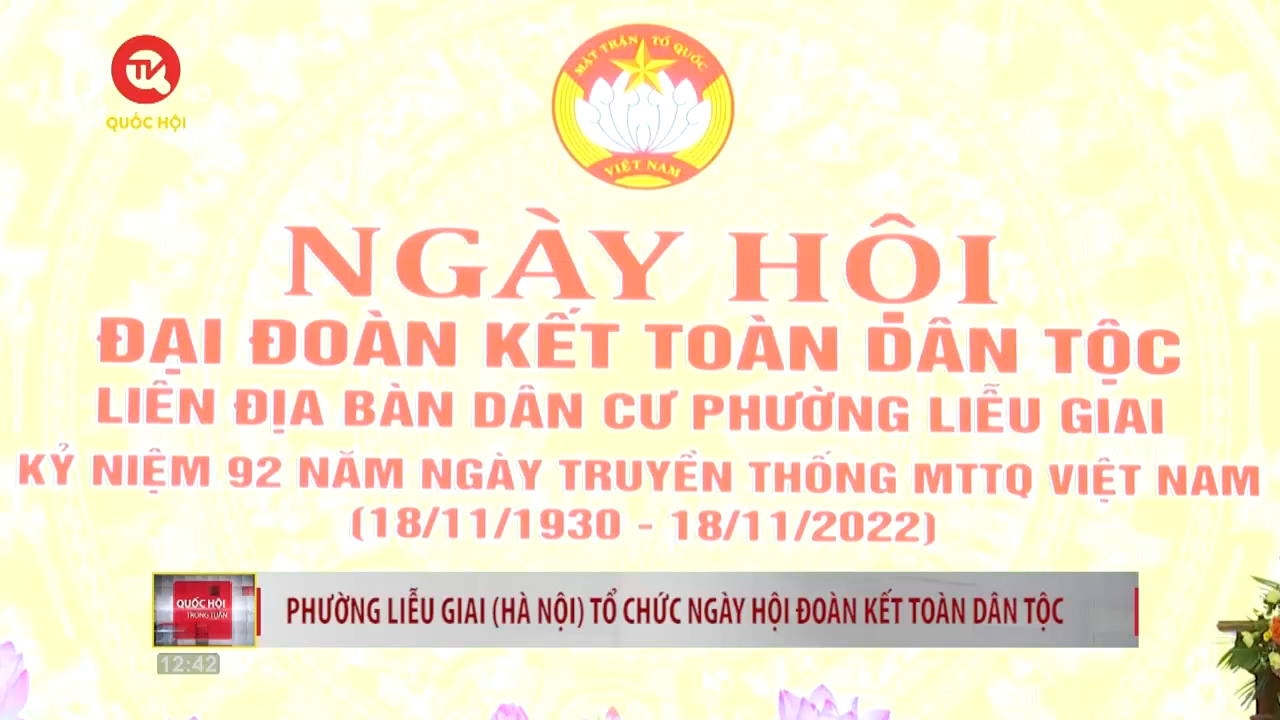 TV
QUỐC HỘI
MẶT TRẬN TỔ QUỐC
VIỆT NAM
NGÀY HỘI
ĐẠI ĐOÀN KẾT TOÀN DÂN TỘC
LIÊN ĐỊA BÀN DÂN CƯ PHƯỜNG LIỄU GIAI
KỶ NIỆM 92 NĂM NGÀY TRUYỀN THỐNG MTTQ VIỆT NAM
(18/11/1930 - 18/11/2022)
QUỐC HỘI
TRONG TUẦN
PHƯỜNG LIỄU GIAI (HÀ NỘI) TỔ CHỨC NGÀY HỘI ĐOÀN KẾT TOÀN DÂN TỘC
12:42